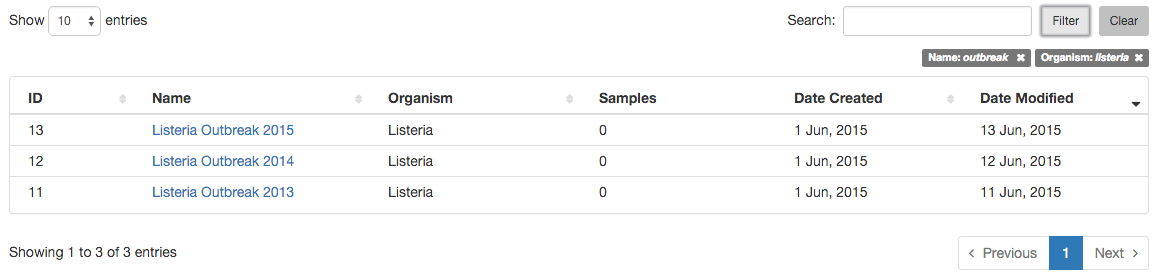 Show 10 entries Search: Filter Clear
Name: outbreak ✖ Organism: listeria ✖
ID Name Organism Samples Date Created Date Modified
13 Listeria Outbreak 2015 Listeria 0 1 Jun, 2015 13 Jun, 2015
12 Listeria Outbreak 2014 Listeria 0 1 Jun, 2015 12 Jun, 2015
11 Listeria Outbreak 2013 Listeria 0 1 Jun, 2015 11 Jun, 2015
Showing 1 to 3 of 3 entries ‹ Previous 1 Next ›